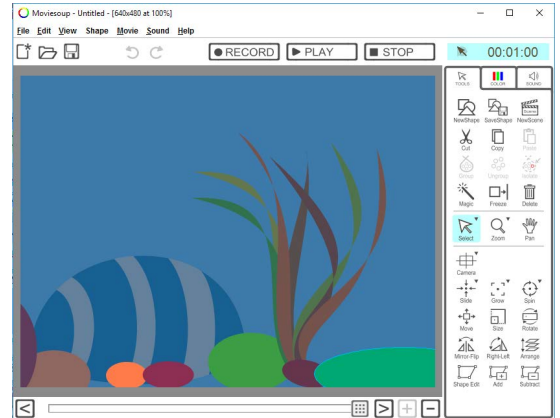 Moviesoup - Untitled - [640x480 at 100%]
File Edit View Shape Movie Sound Help
RECORD PLAY STOP 00:01:00
TOOLS COLOR SOUND
NewShape SaveShape NewScene
Cut Copy Paste
Group Ungroup Isolate
Magic Freeze Delete
Select Zoom Pan
Camera
Slide Grow Spin
Move Size Rotate
Mirror-Flip Right-Left Arrange
Shape Edit Add Subtract